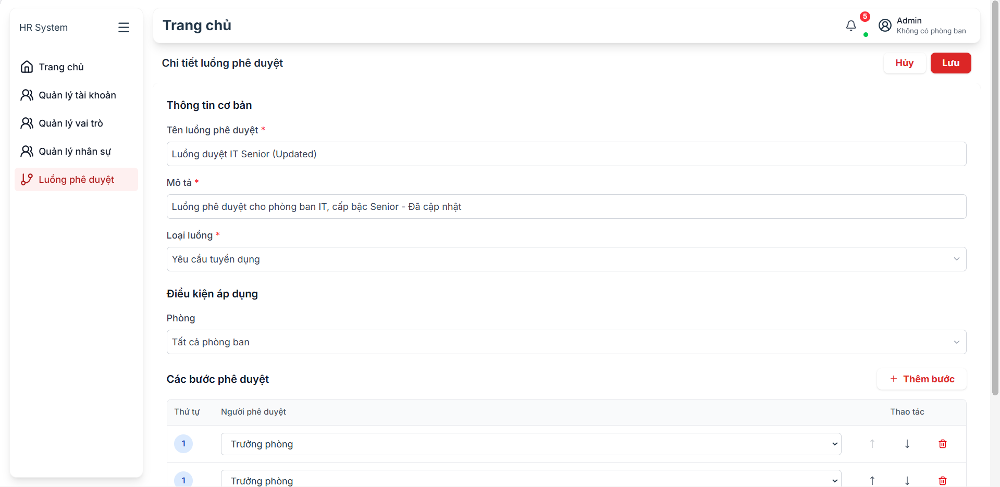 HR System
Trang chủ
Quản lý tài khoản
Quản lý vai trò
Quản lý nhân sự
Luồng phê duyệt
Trang chủ
5
Admin
Không có phòng ban
Chi tiết luồng phê duyệt
Hủy
Lưu
Thông tin cơ bản
Tên luồng phê duyệt *
Luồng duyệt IT Senior (Updated)
Mô tả *
Luồng phê duyệt cho phòng ban IT, cấp bậc Senior - Đã cập nhật
Loại luồng *
Yêu cầu tuyển dụng
Điều kiện áp dụng
Phòng
Tất cả phòng ban
Các bước phê duyệt
+ Thêm bước
Thứ tự Người phê duyệt Thao tác
1 Trưởng phòng ↑ ↓
1 Trưởng phòng ↑ ↓